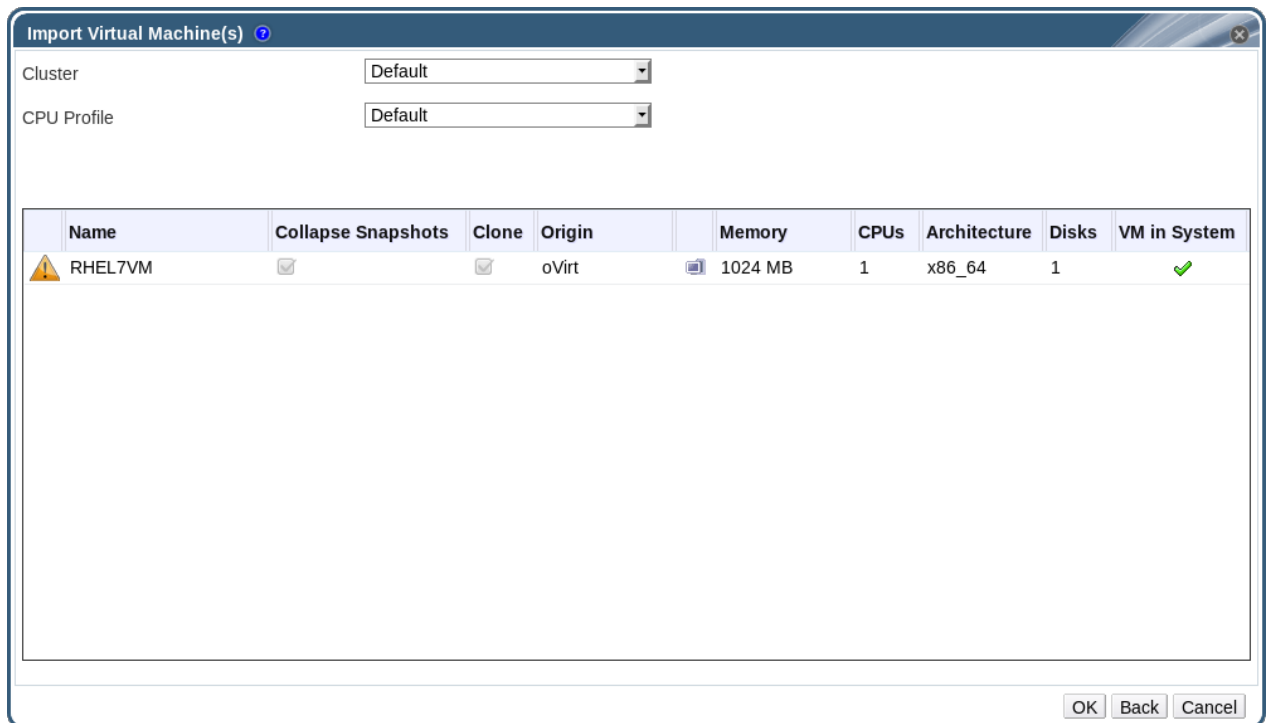 Import Virtual Machine(s) ?
Cluster Default
CPU Profile Default
Name Collapse Snapshots Clone Origin Memory CPUs Architecture Disks VM in System
RHEL7VM oVirt 1024 MB 1 x86_64 1
OK Back Cancel